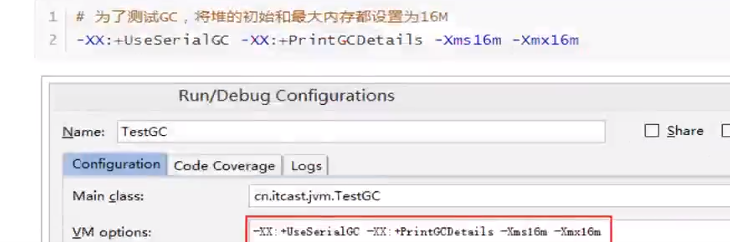 1 # 为了测试GC，将堆的初始和最大内存都设置为16M
2 -XX:+UseSerialGC -XX:+PrintGCDetails -Xms16m -Xmx16m
Run/Debug Configurations
Name: TestGC Share
Configuration Code Coverage Logs
Main class: cn.itcast.jvm.TestGC
VM options: -XX:+UseSerialGC -XX:+PrintGCDetails -Xms16m -Xmx16m